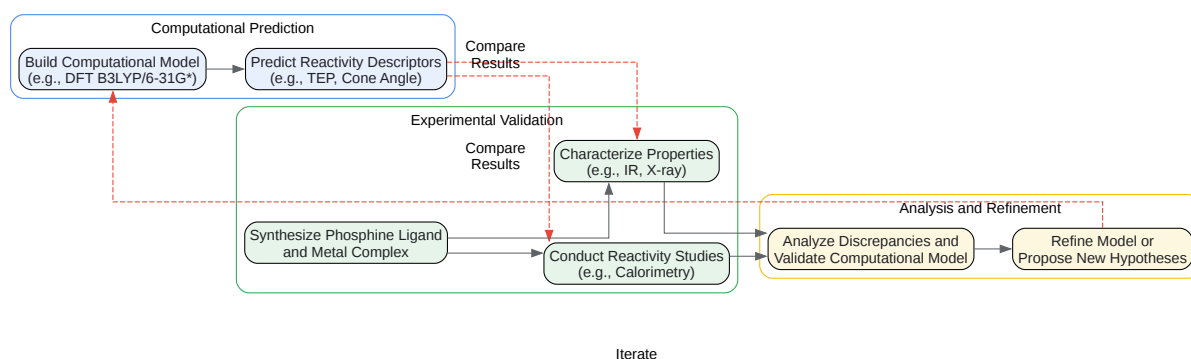 Computational Prediction
Build Computational Model
(e.g., DFT B3LYP/6-31G*)
Predict Reactivity Descriptors
(e.g., TEP, Cone Angle)
Compare
Results
Experimental Validation
Compare
Results
Characterize Properties
(e.g., IR, X-ray)
Synthesize Phosphine Ligand
and Metal Complex
Conduct Reactivity Studies
(e.g., Calorimetry)
Analysis and Refinement
Analyze Discrepancies and
Validate Computational Model
Refine Model or
Propose New Hypotheses
Iterate